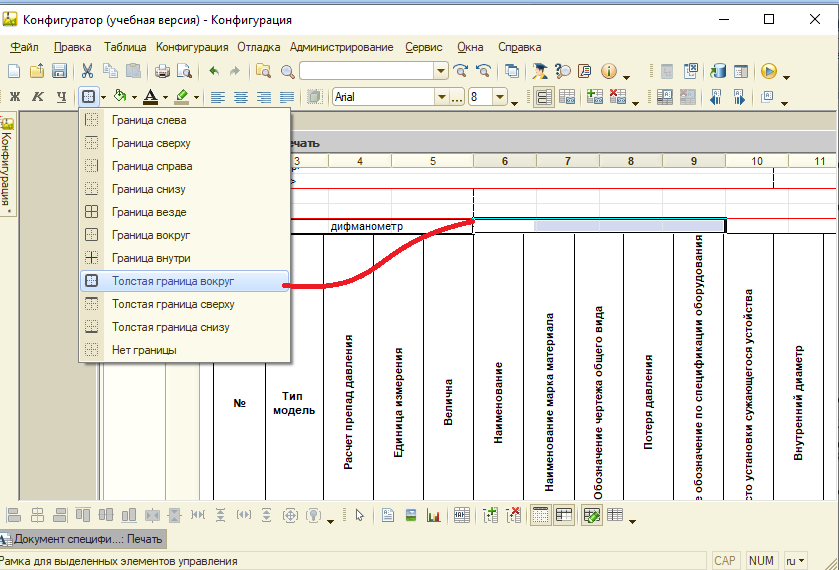 Конфигуратор (учебная версия) - Конфигурация
Файл Правка Таблица Конфигурация Отладка Администрирование Сервис Окна Справка
Ж К Ч Arial 8
Граница слева
Граница сверху
Граница справа
Граница снизу
Граница везде
Граница вокруг
Граница внутри
Толстая граница вокруг
Толстая граница сверху
Толстая граница снизу
Нет границы
Конфигурация *
ечать
3 4 5 6 7 8 9 10 11
дифманометр
№
Тип
модель
Расчет препад давления
Единица измерения
Велична
Наименование
Наименование марка материала
Обозначение чертежа общего вида
Потеря давления
е обозначение по спецификации оборудования
сто установки сужающегося устойства
Внутренний диаметр
Документ специфи...: Печать
Рамка для выделенных элементов управления CAP NUM ru